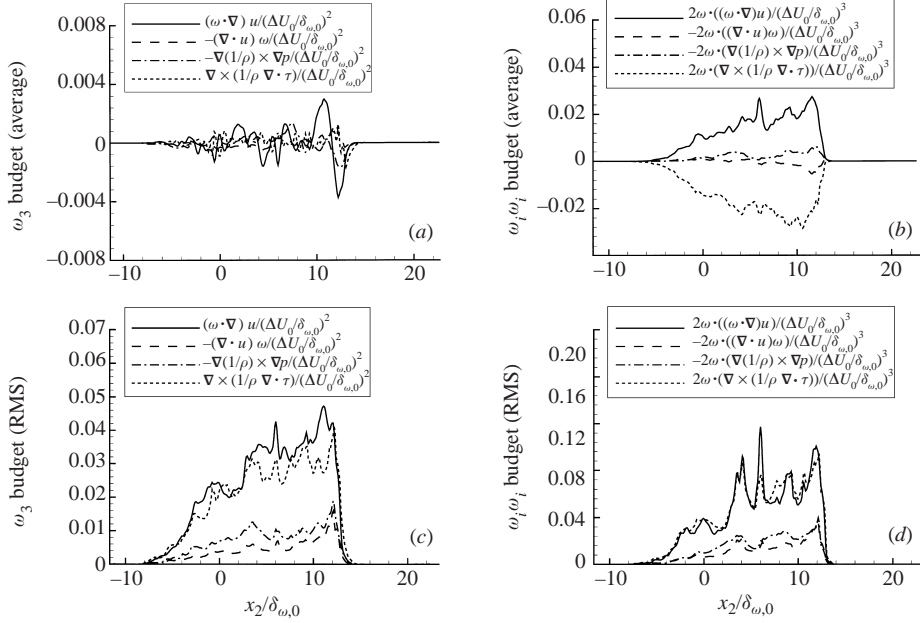 0.008
0.004
0
−0.004
−0.008
ω3 budget (average)
(ω·∇) u/(ΔU0/δω,0)^2
−(∇·u) ω/(ΔU0/δω,0)^2
−∇(1/ρ) × ∇p/(ΔU0/δω,0)^2
∇ × (1/ρ ∇·τ)/(ΔU0/δω,0)^2
(a)
−10 0 10 20
0.06
0.04
0.02
0
−0.02
ωiωi budget (average)
2ω·((ω·∇)u)/(ΔU0/δω,0)^3
−2ω·((∇·u)ω)/(ΔU0/δω,0)^3
−2ω·(∇(1/ρ) × ∇p)/(ΔU0/δω,0)^3
2ω·(∇ × (1/ρ ∇·τ))/(ΔU0/δω,0)^3
(b)
−10 0 10 20
0.07
0.06
0.05
0.04
0.03
0.02
0.01
0
ω3 budget (RMS)
(ω·∇) u/(ΔU0/δω,0)^2
−(∇·u) ω/(ΔU0/δω,0)^2
−∇(1/ρ) × ∇p/(ΔU0/δω,0)^2
∇ × (1/ρ ∇·τ)/(ΔU0/δω,0)^2
(c)
−10 0 10 20
x2/δω,0
0.20
0.16
0.12
0.08
0.04
0
ωiωi budget (RMS)
2ω·((ω·∇)u)/(ΔU0/δω,0)^3
−2ω·((∇·u)ω)/(ΔU0/δω,0)^3
−2ω·(∇(1/ρ) × ∇p)/(ΔU0/δω,0)^3
2ω·(∇ × (1/ρ ∇·τ))/(ΔU0/δω,0)^3
(d)
−10 0 10 20
x2/δω,0